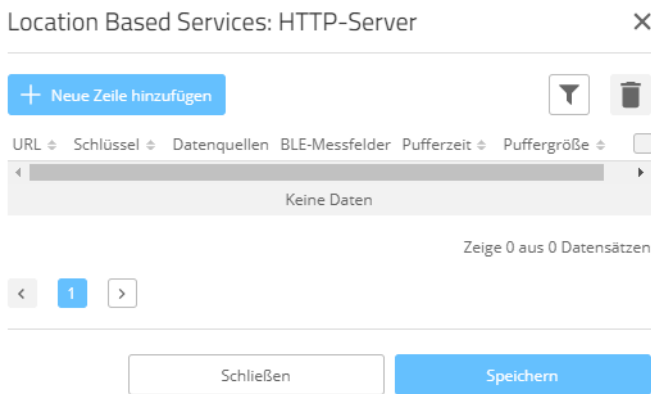 Location Based Services: HTTP-Server
Neue Zeile hinzufügen
URL Schlüssel Datenquellen BLE-Messfelder Pufferzeit Puffergröße
Keine Daten
Zeige 0 aus 0 Datensätzen
1
Schließen Speichern